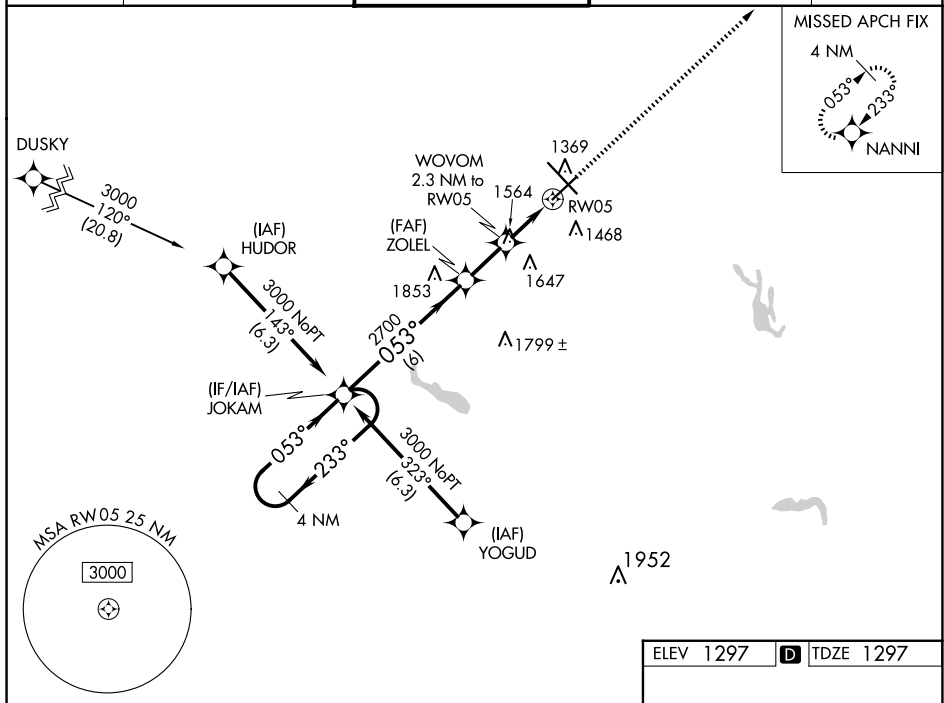 MISSED APCH FIX
4 NM
053°
233°
NANNI
DUSKY
3000
120°
(20.8)
(IAF)
HUDOR
3000 NoPT
143°
(6.3)
WOVOM
2.3 NM to
RW05
1564
1369
RW05
1468
(FAF)
ZOLEL
1853
1647
2700
053°
(6)
1799 ±
(IF/IAF)
JOKAM
053°
233°
4 NM
3000 NoPT
323°
(6.3)
(IAF)
YOGUD
1952
MSA RW05 25 NM
3000
ELEV 1297 D TDZE 1297